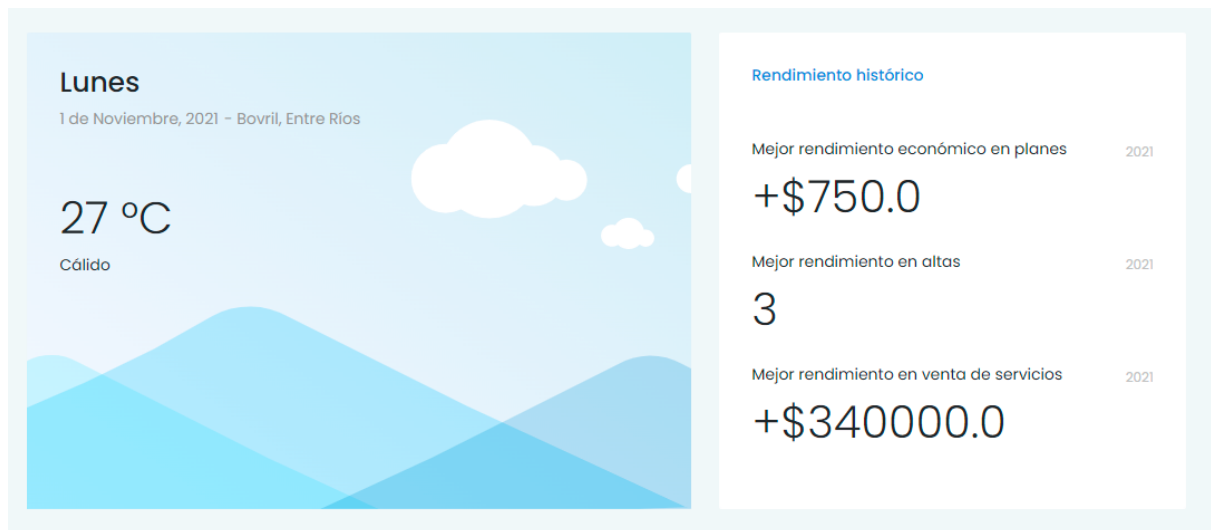 Lunes
1 de Noviembre, 2021 - Bovril, Entre Ríos
27 ºC
Cálido
Rendimiento histórico
Mejor rendimiento económico en planes 2021
+$750.0
Mejor rendimiento en altas 2021
3
Mejor rendimiento en venta de servicios 2021
+$340000.0